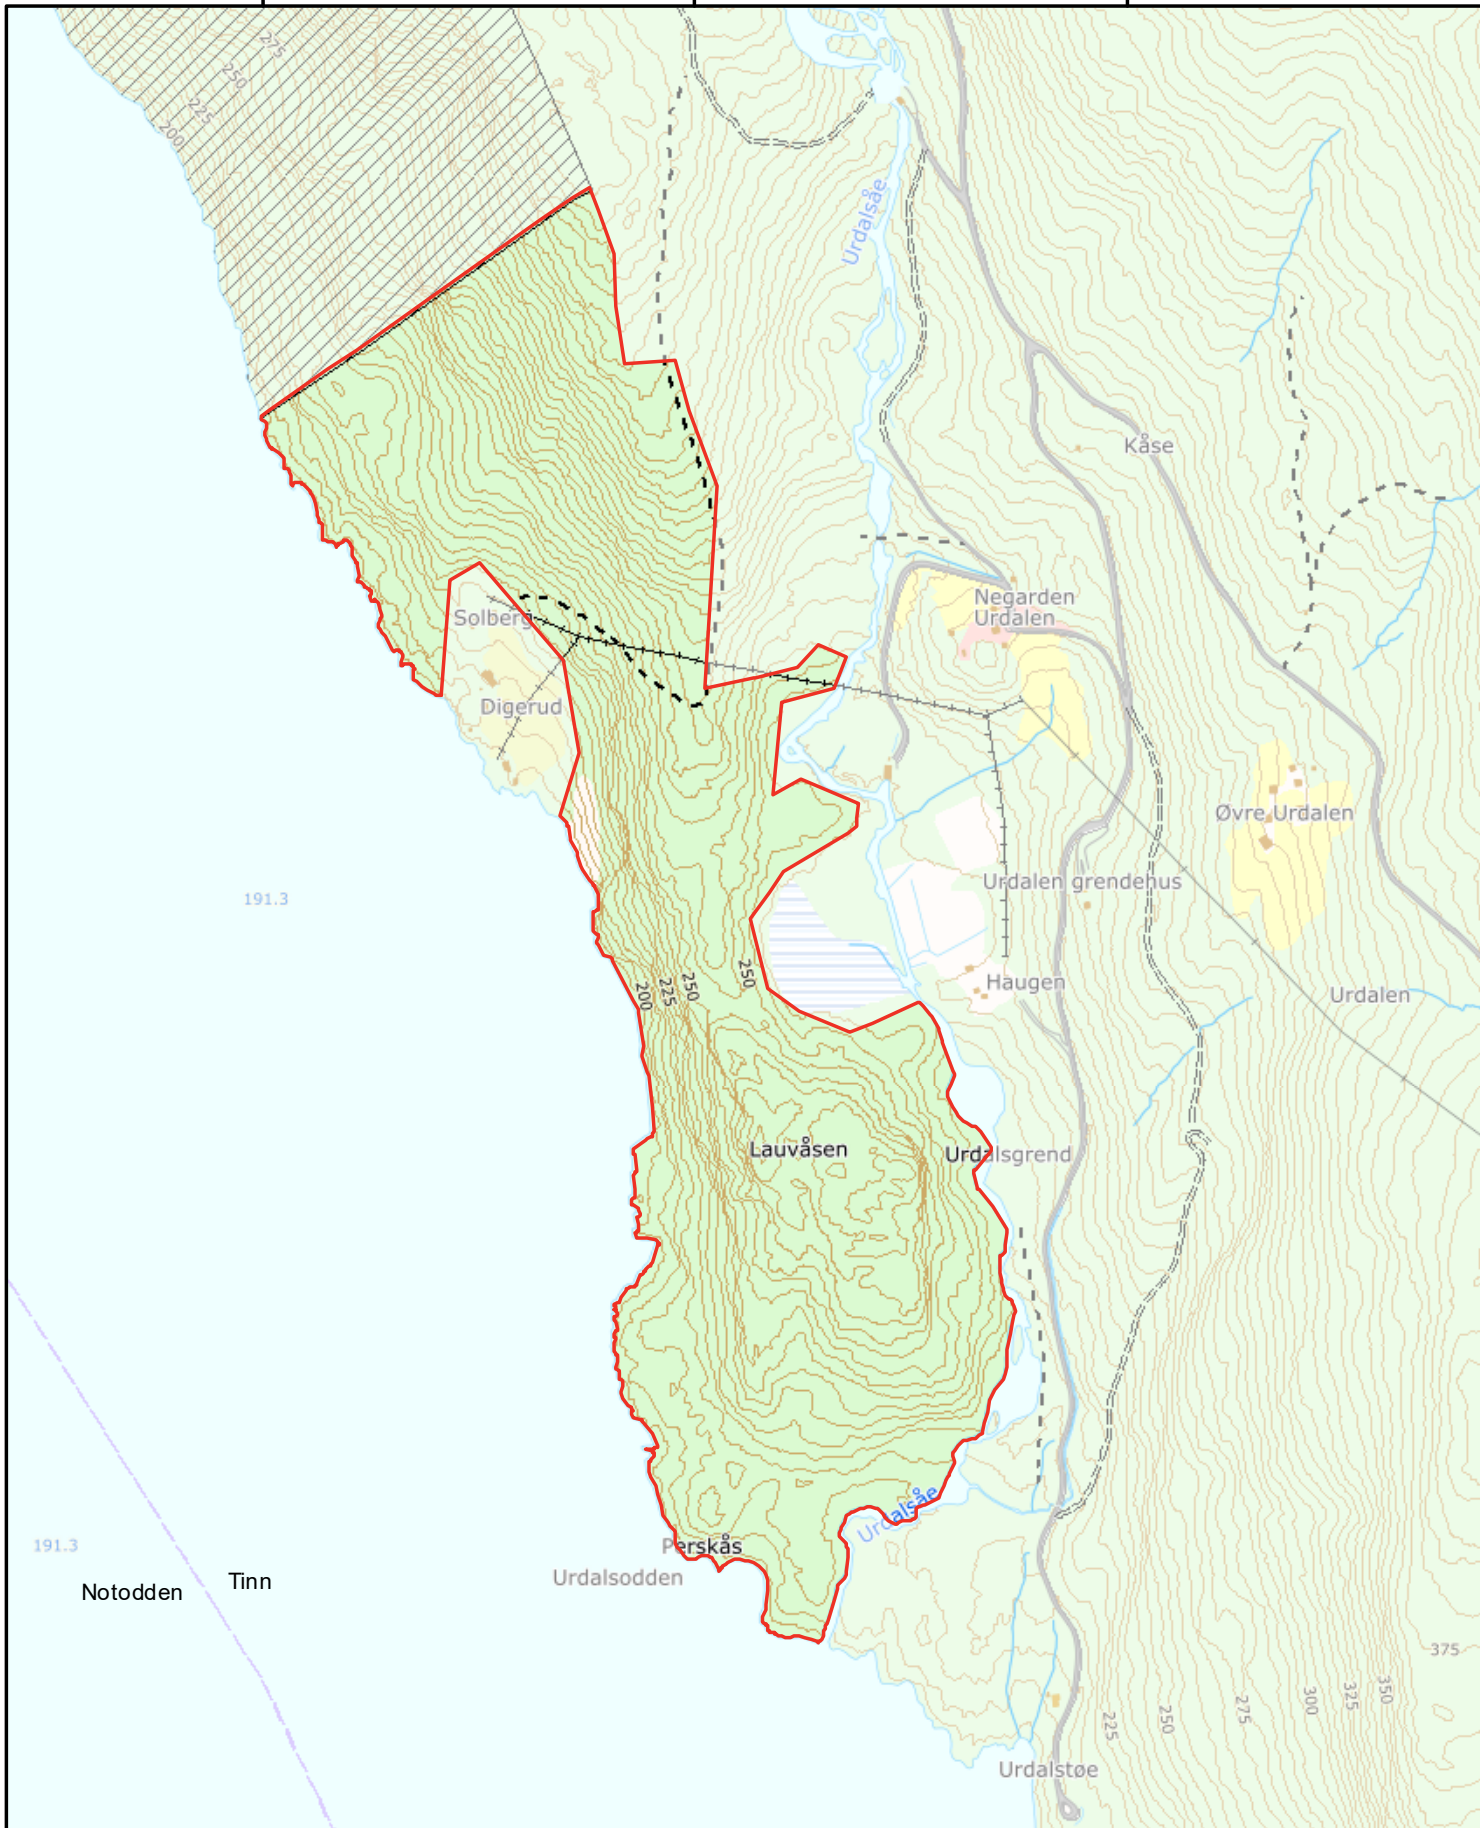 275
250
225
200
Urdalsåe
Kåse
Negarden
Urdalen
Solberg
Digerud
Øvre Urdalen
Urdalen grendehus
191.3
250
250
225
200
Haugen
Urdalen
Lauvåsen
Urdalsgrend
Urdalsåe
Perskås
191.3
Urdalsodden
Notodden
Tinn
375
350
325
300
275
250
225
Urdalstøe